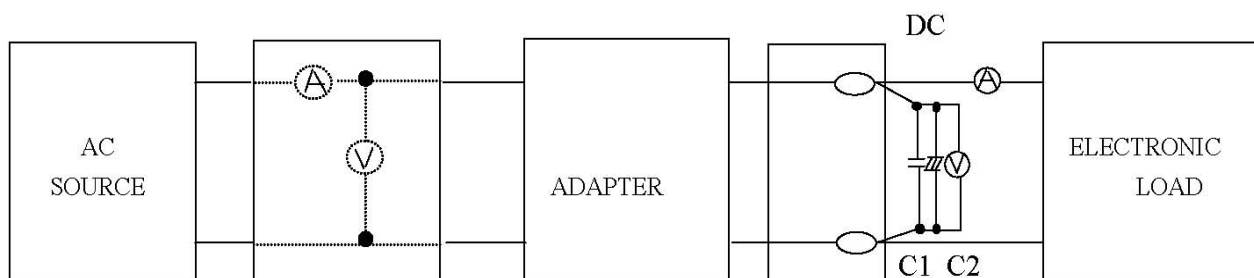 DC
A
A
AC
SOURCE
V
ADAPTER
V
ELECTRONIC
LOAD
C1 C2